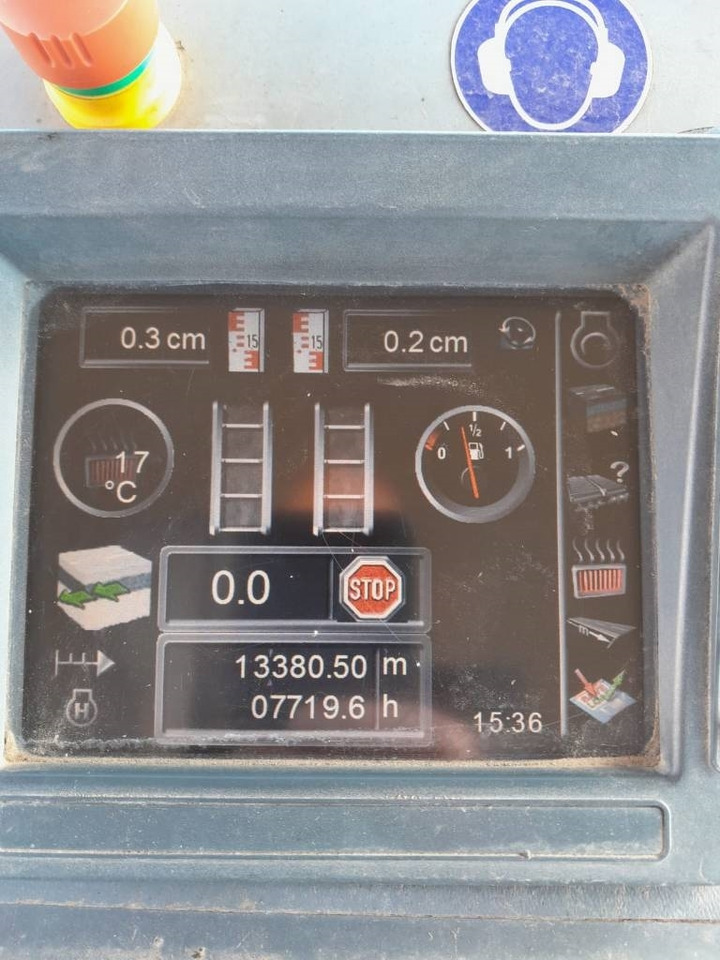 0.3 cm
E 15 E
E 15 E
0.2 cm
17
°C
0 1/2 1
?
0.0
STOP
13380.50 m
m
07719.6 h
H
15:36